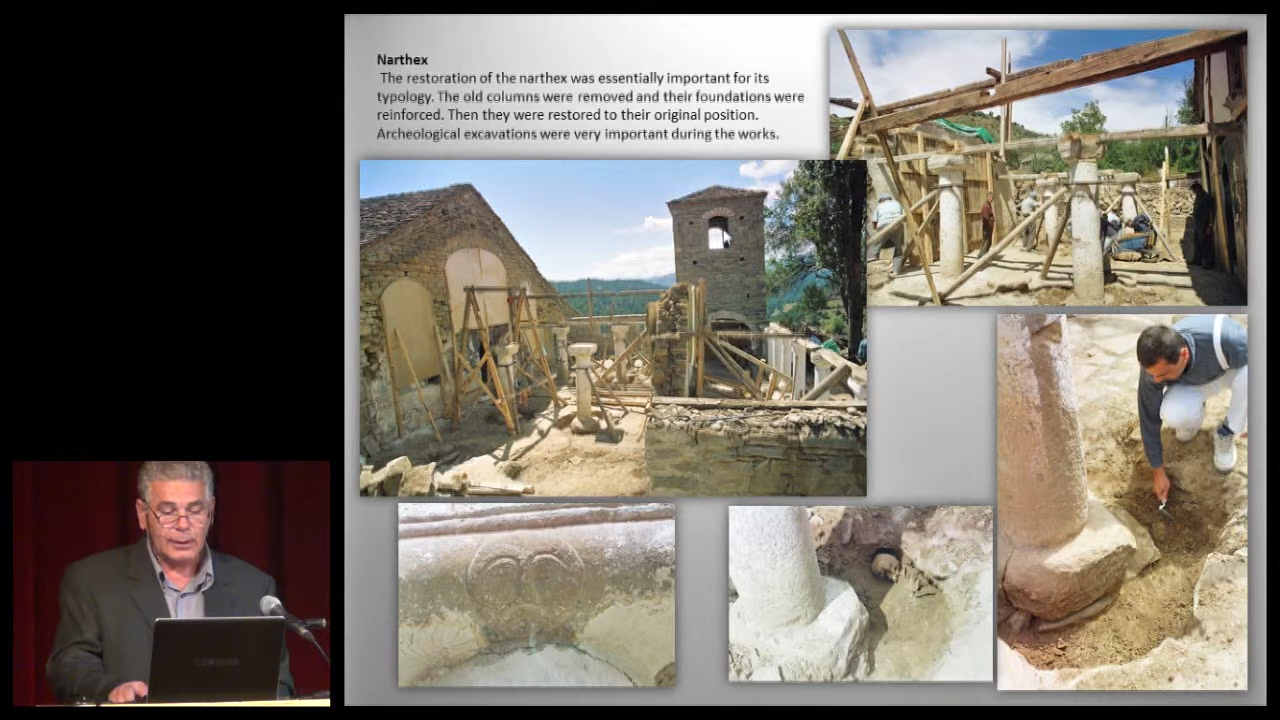 Narthex
The restoration of the narthex was essentially important for its
typology. The old columns were removed and their foundations were
reinforced. Then they were restored to their original position.
Archeological excavations were very important during the works.
TOSHIBA